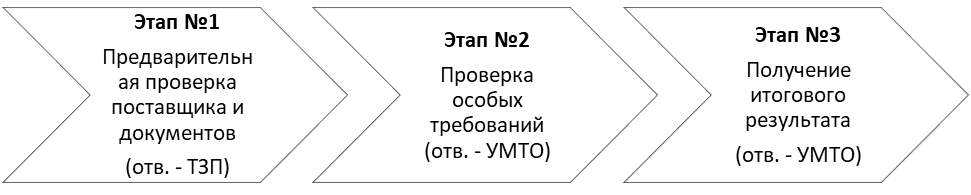 Этап №1
Предварительн
ая проверка
поставщика и
документов
(отв. - ТЗП)
Этап №2
Проверка
особых
требований
(отв. - УМТО)
Этап №3
Получение
итогового
результата
(отв. - УМТО)